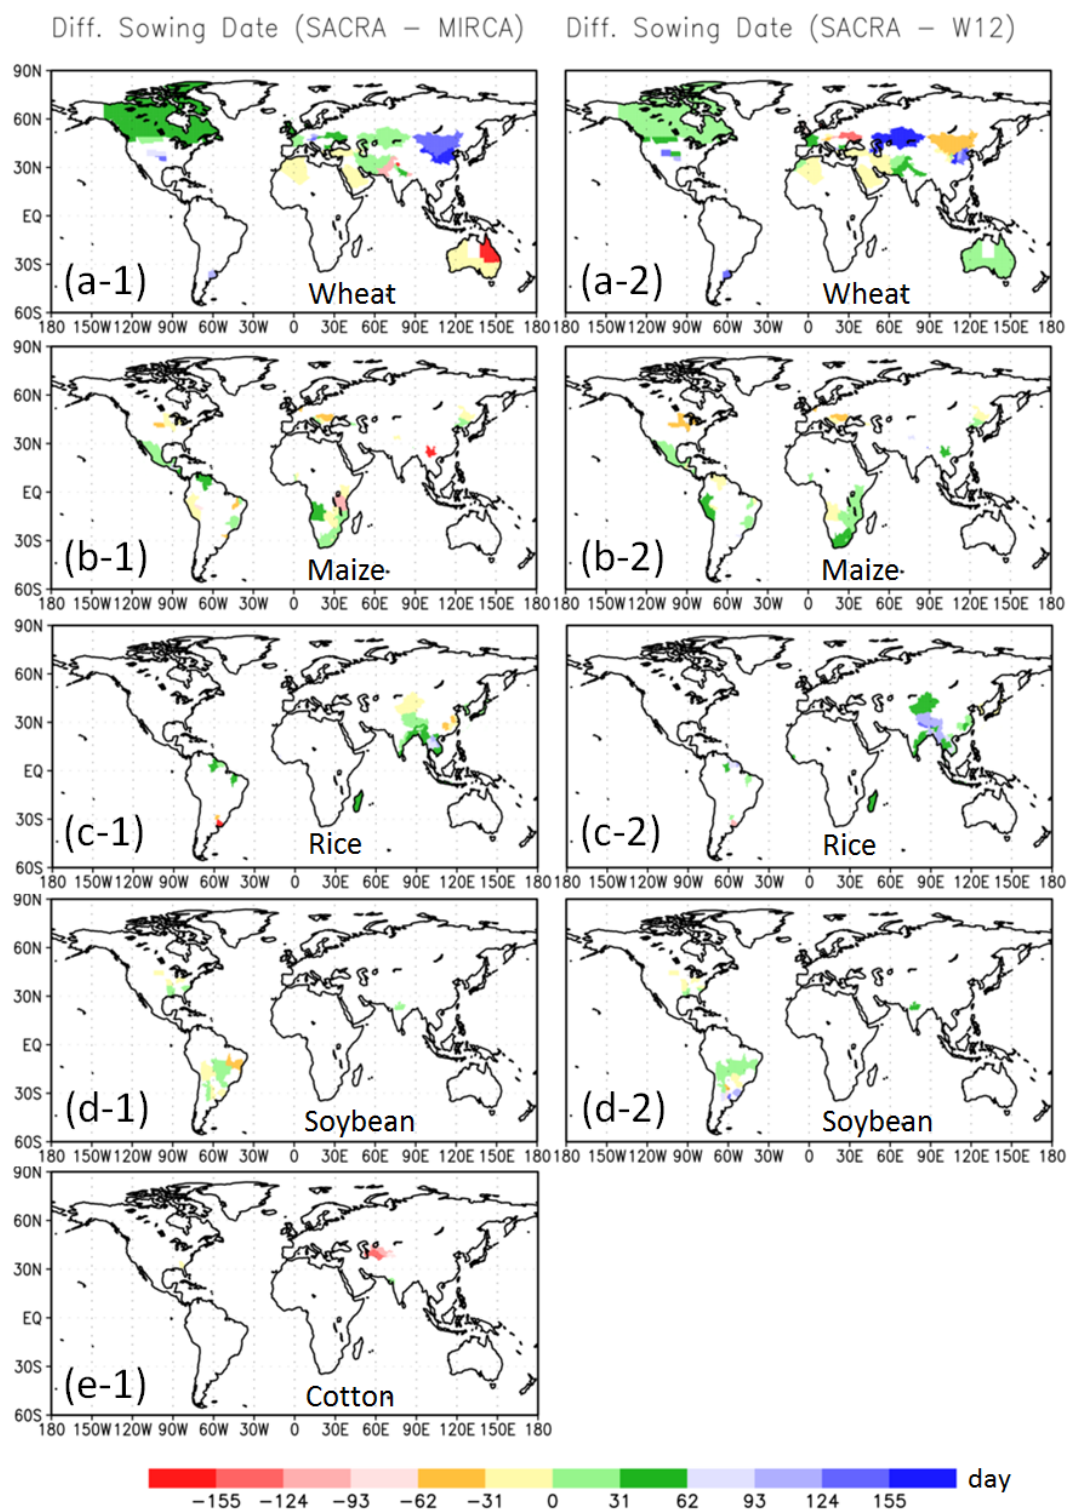 Diff. Sowing Date (SACRA − MIRCA) Diff. Sowing Date (SACRA − W12)
90N
60N
30N
EQ
30S
60S
(a-1) Wheat (a-2) Wheat
180 150W 120W 90W 60W 30W 0 30E 60E 90E 120E 150E 180 150W 120W 90W 60W 30W 0 30E 60E 90E 120E 150E 180
90N
60N
30N
EQ
30S
60S
(b-1) Maize (b-2) Maize
180 150W 120W 90W 60W 30W 0 30E 60E 90E 120E 150E 180 150W 120W 90W 60W 30W 0 30E 60E 90E 120E 150E 180
90N
60N
30N
EQ
30S
60S
(c-1) Rice (c-2) Rice
180 150W 120W 90W 60W 30W 0 30E 60E 90E 120E 150E 180 150W 120W 90W 60W 30W 0 30E 60E 90E 120E 150E 180
90N
60N
30N
EQ
30S
60S
(d-1) Soybean (d-2) Soybean
180 150W 120W 90W 60W 30W 0 30E 60E 90E 120E 150E 180 150W 120W 90W 60W 30W 0 30E 60E 90E 120E 150E 180
90N
60N
30N
EQ
30S
60S
(e-1) Cotton
180 150W 120W 90W 60W 30W 0 30E 60E 90E 120E 150E 180
day
−155 −124 −93 −62 −31 0 31 62 93 124 155